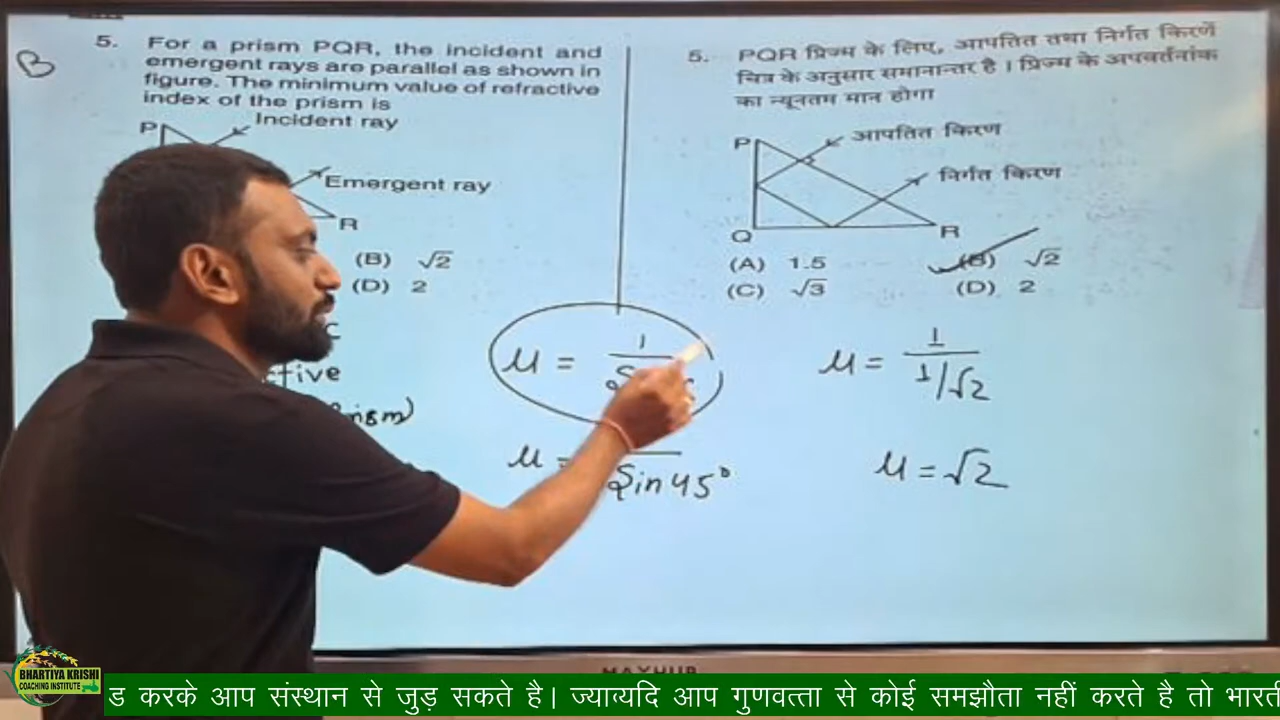 B
5. For a prism PQR, the incident and
emergent rays are parallel as shown in
figure. The minimum value of refractive
index of the prism is
P
Incident ray
Emergent ray
R
(B) √2
(D) 2
5. PQR प्रिज्म के लिए, आपतित तथा निर्गत किरणें
चित्र के अनुसार समानान्तर है । प्रिज्म के अपवर्तनांक
का न्यूनतम मान होगा
P
आपतित किरण
निर्गत किरण
Q
R
(A) 1.5
(B) √2
(C) √3
(D) 2
μ = 1
μ =
Sin 45°
μ = 1
1/√2
μ = √2
BHARTIYA KRISHI
COACHING INSTITUTE
ड करके आप संस्थान से जुड़ सकते है। ज्याय्यदि आप गुणवत्ता से कोई समझौता नहीं करते है तो भारती